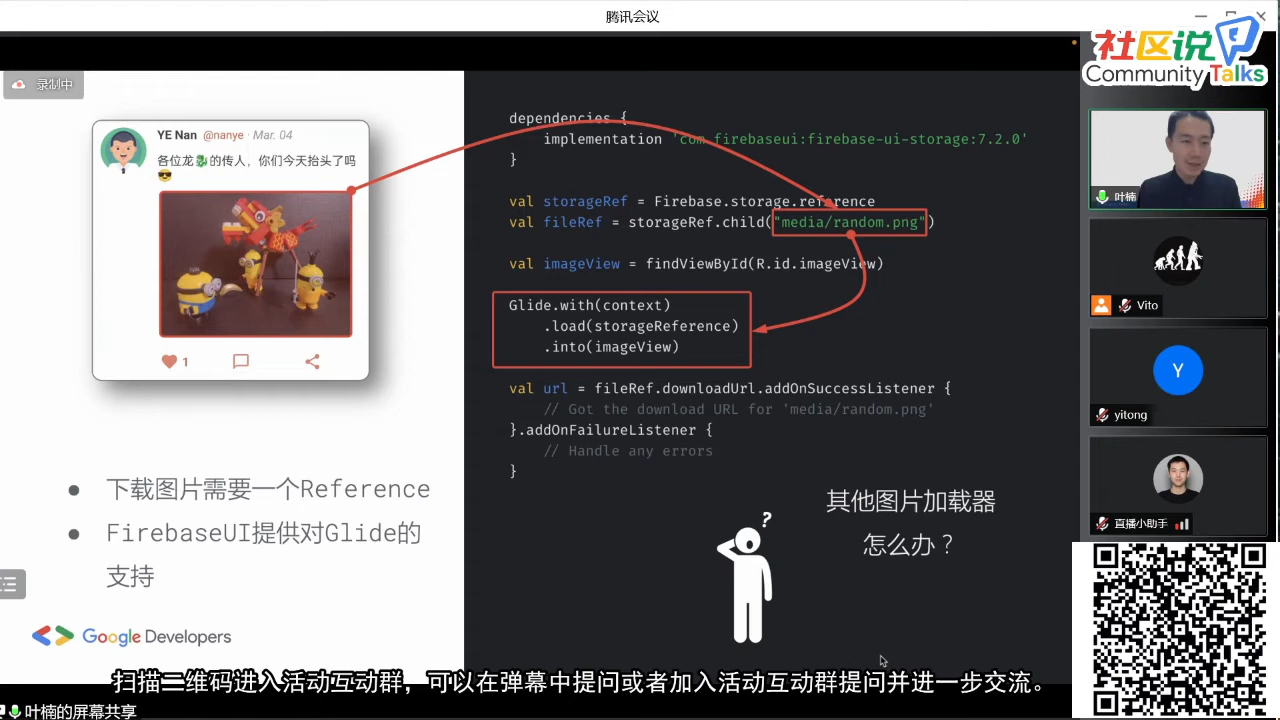 腾讯会议
社区说
Community Talks
录制中
YE Nan @nanye · Mar. 04
各位龙🐉的传人，你们今天抬头了吗
😎
1
下载图片需要一个Reference
FirebaseUI提供对Glide的
支持
Google Developers
dependencies {
implementation 'com.firebaseui:firebase-ui-storage:7.2.0'
}
val storageRef = Firebase.storage.reference
val fileRef = storageRef.child("media/random.png")
val imageView = findViewById(R.id.imageView)
Glide.with(context)
.load(storageReference)
.into(imageView)
val url = fileRef.downloadUrl.addOnSuccessListener {
// Got the download URL for 'media/random.png'
}.addOnFailureListener {
// Handle any errors
}
?
其他图片加载器
怎么办？
叶楠
Vito
Y
yitong
直播小助手
扫描二维码进入活动互动群，可以在弹幕中提问或者加入活动互动群提问并进一步交流。
叶楠的屏幕共享